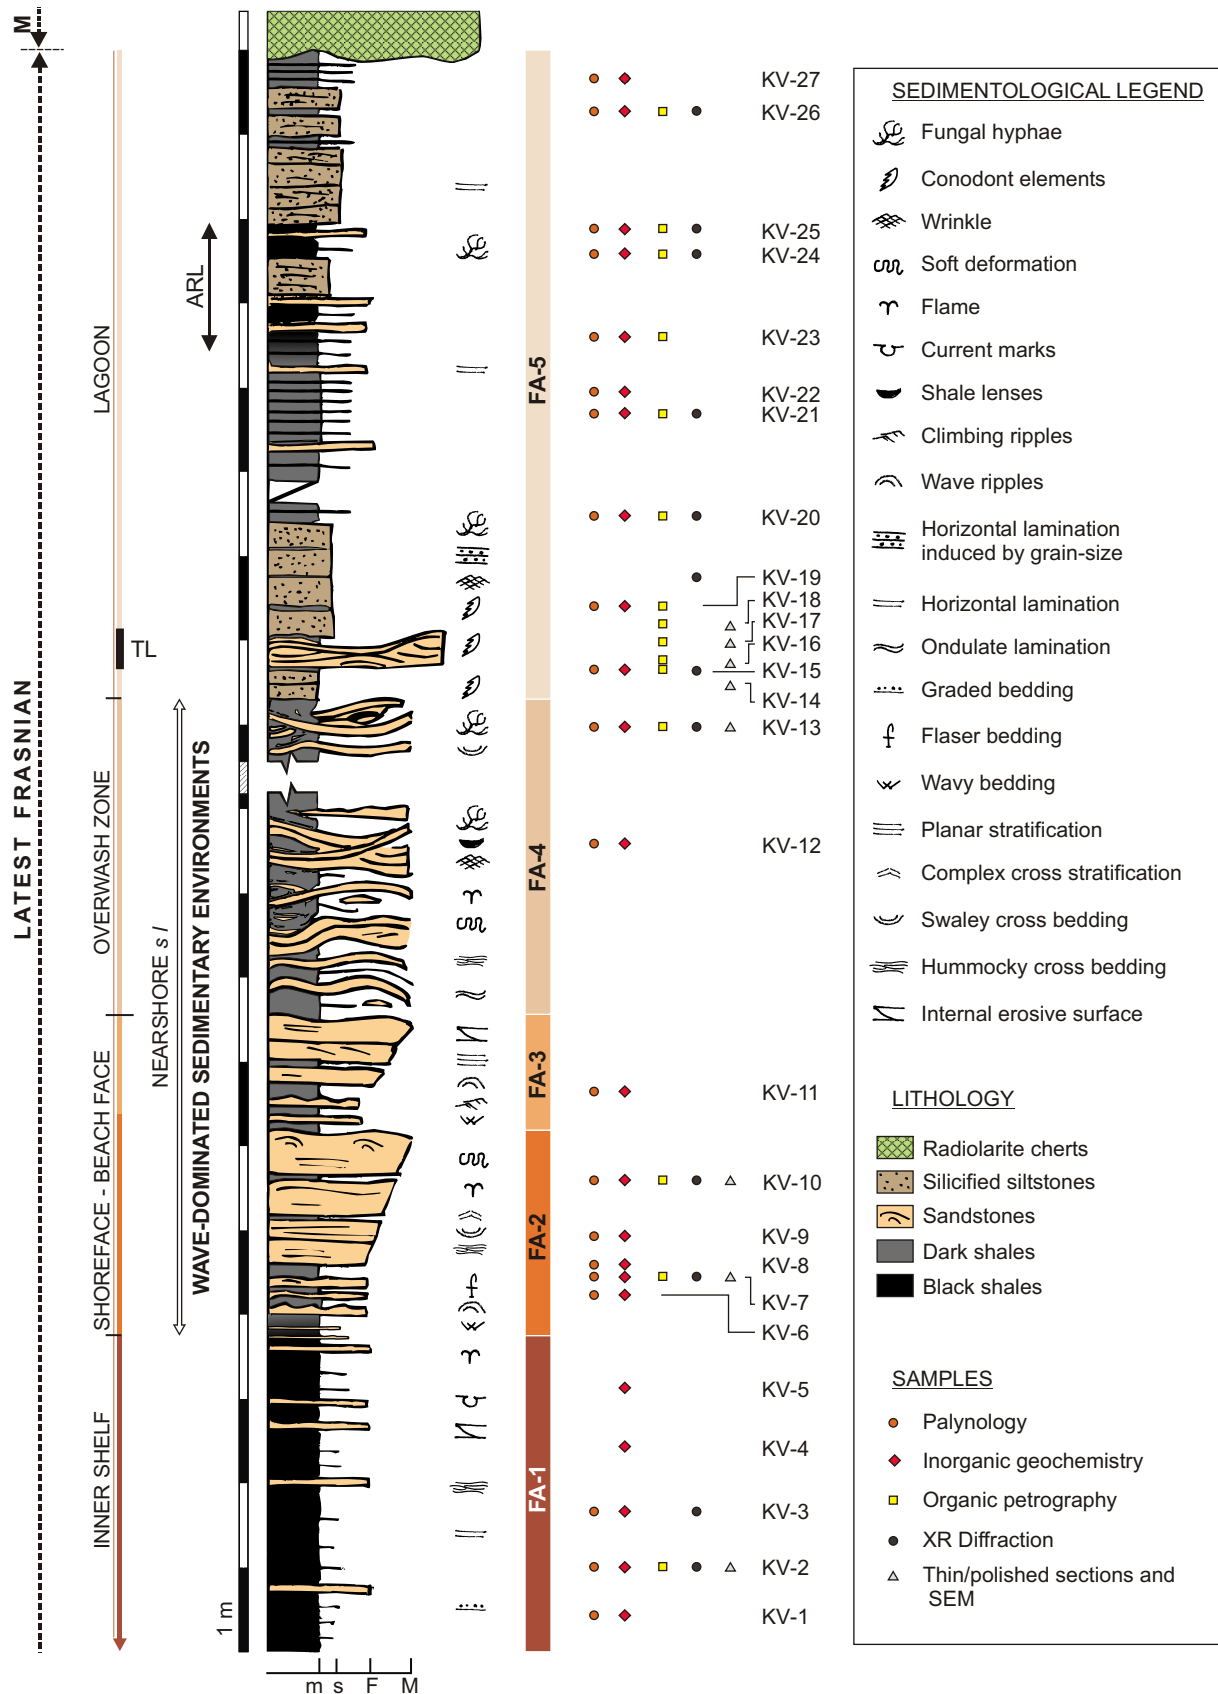 M
LATEST FRASNIAN
LAGOON
OVERWASH ZONE
SHOREFACE - BEACH FACE
INNER SHELF
TL
ARL
NEARSHORE s l
WAVE-DOMINATED SEDIMENTARY ENVIRONMENTS
1 m
m s F M
FA-5
FA-4
FA-3
FA-2
FA-1
KV-27
KV-26
KV-25
KV-24
KV-23
KV-22
KV-21
KV-20
KV-19
KV-18
KV-17
KV-16
KV-15
KV-14
KV-13
KV-12
KV-11
KV-10
KV-9
KV-8
KV-7
KV-6
KV-5
KV-4
KV-3
KV-2
KV-1
SEDIMENTOLOGICAL LEGEND
Fungal hyphae
Conodont elements
Wrinkle
Soft deformation
Flame
Current marks
Shale lenses
Climbing ripples
Wave ripples
Horizontal lamination
induced by grain-size
Horizontal lamination
Ondulate lamination
Graded bedding
Flaser bedding
Wavy bedding
Planar stratification
Complex cross stratification
Swaley cross bedding
Hummocky cross bedding
Internal erosive surface
LITHOLOGY
Radiolarite cherts
Silicified siltstones
Sandstones
Dark shales
Black shales
SAMPLES
Palynology
Inorganic geochemistry
Organic petrography
XR Diffraction
Thin/polished sections and
SEM